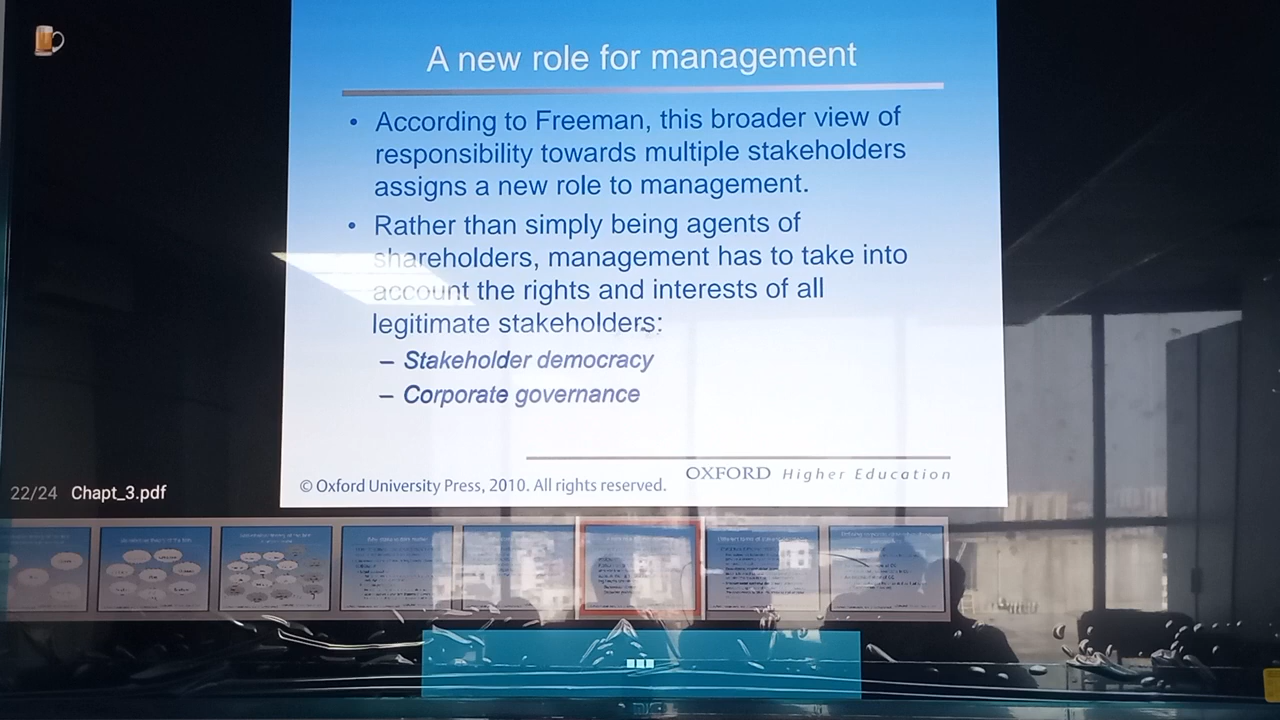 A new role for management
• According to Freeman, this broader view of
responsibility towards multiple stakeholders
assigns a new role to management.
• Rather than simply being agents of
shareholders, management has to take into
account the rights and interests of all
legitimate stakeholders:
– Stakeholder democracy
– Corporate governance
OXFORD Higher Education
© Oxford University Press, 2010. All rights reserved.
22/24 Chapt_3.pdf